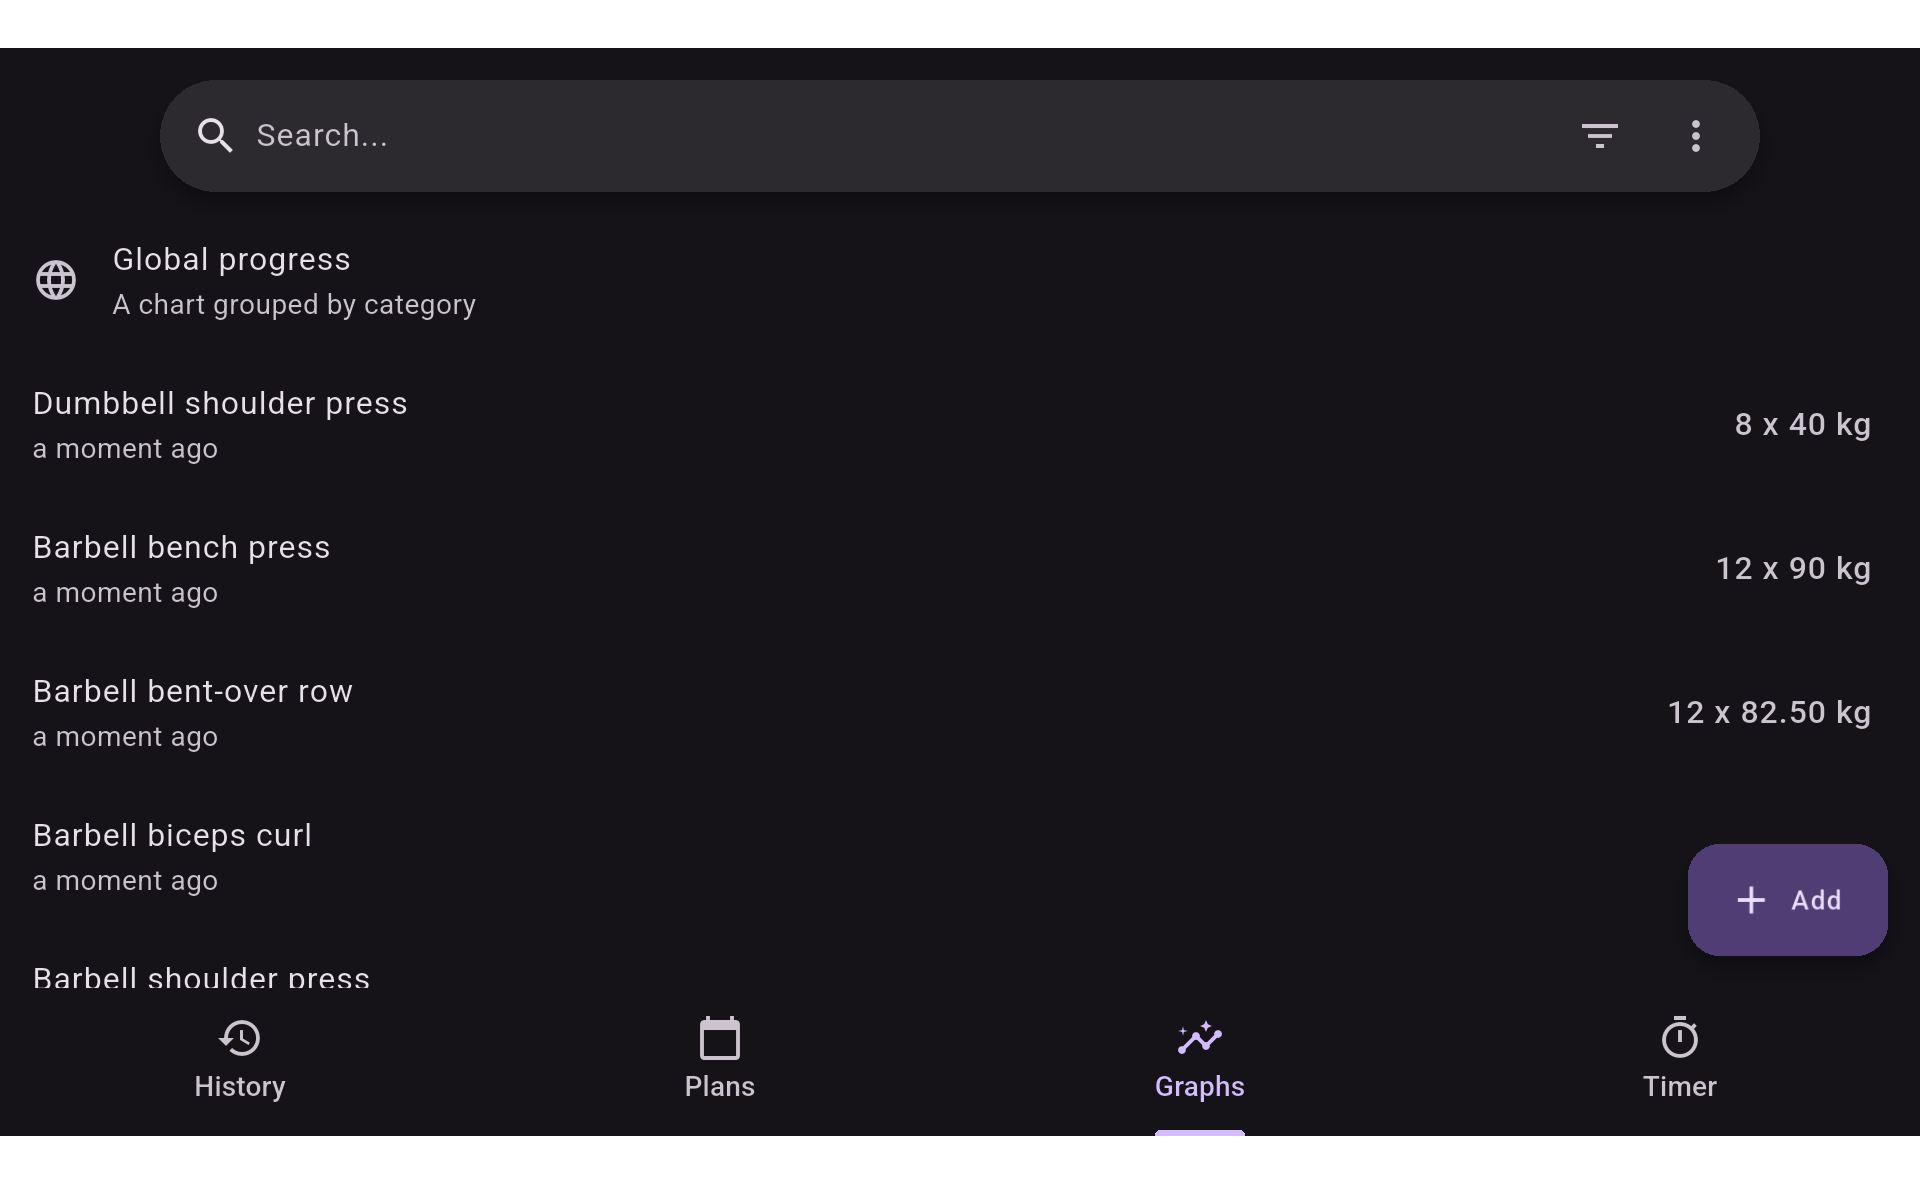 Search...
Global progress
A chart grouped by category
Dumbbell shoulder press
a moment ago
8 x 40 kg
Barbell bench press
a moment ago
12 x 90 kg
Barbell bent-over row
a moment ago
12 x 82.50 kg
Barbell biceps curl
a moment ago
Add
Barbell shoulder press
History
Plans
Graphs
Timer